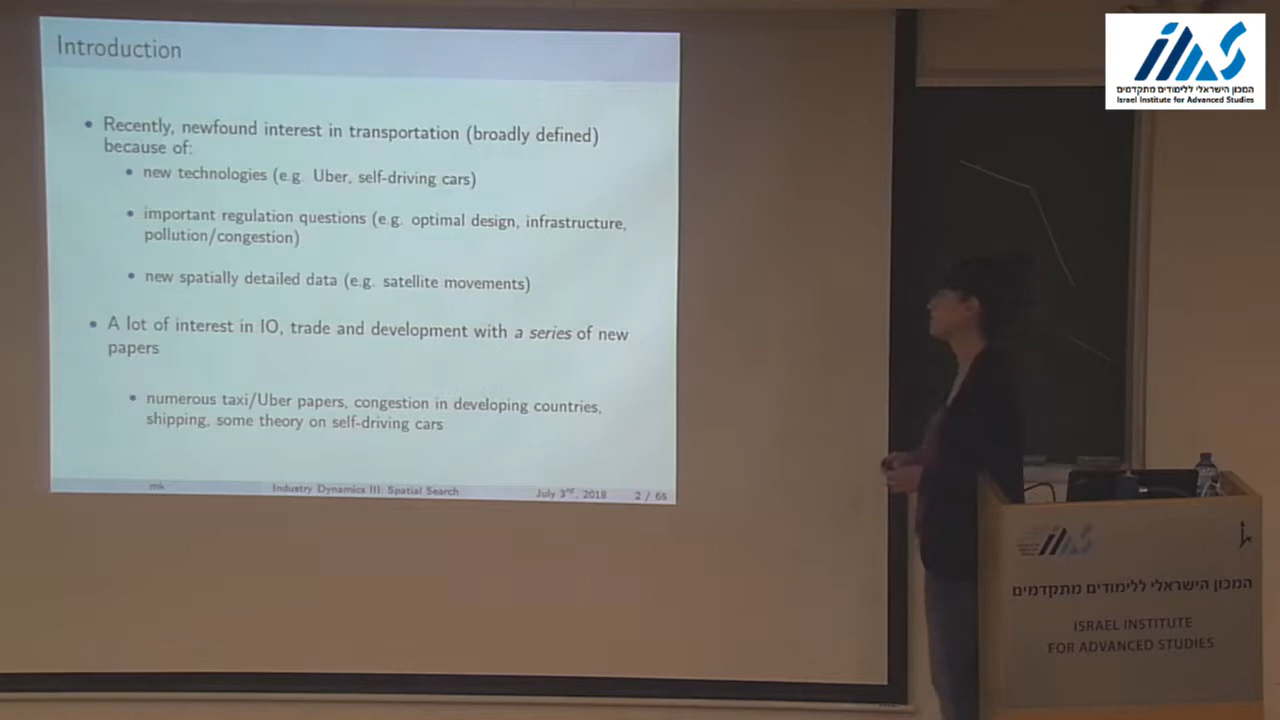 Introduction
• Recently, newfound interest in transportation (broadly defined)
because of:
• new technologies (e.g. Uber, self-driving cars)
• important regulation questions (e.g. optimal design, infrastructure,
pollution/congestion)
• new spatially detailed data (e.g. satellite movements)
• A lot of interest in IO, trade and development with a series of new
papers
• numerous taxi/Uber papers, congestion in developing countries,
shipping, some theory on self-driving cars
mk Industry Dynamics III: Spatial Search July 3rd, 2018 2 / 65
המכון הישראלי ללימודים מתקדמים
Israel Institute for Advanced Studies
המכון הישראלי ללימודים מתקדמים
ISRAEL INSTITUTE
FOR ADVANCED STUDIES